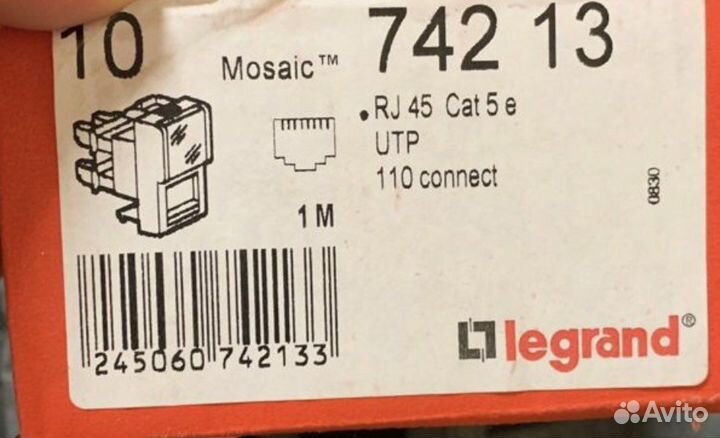 10 Mosaic™ 742 13
RJ 45 Cat 5 e
UTP
110 connect
1 M
0830
245060 742133
legrand®
Avito